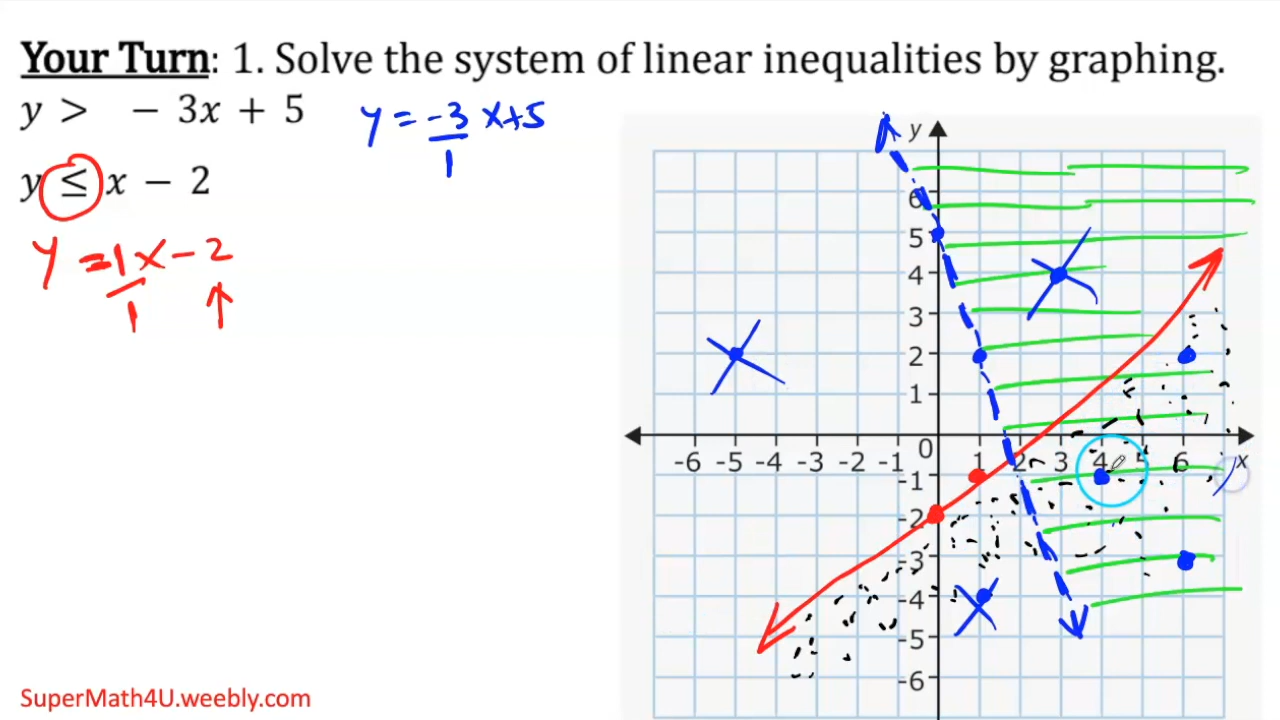 Your Turn: 1. Solve the system of linear inequalities by graphing.
y > − 3x + 5
y = -3/1 x+5
y ≤ x − 2
y = 1/1 x − 2
y
6
5
4
3
2
1
0
-6 -5 -4 -3 -2 -1 1 2 3 4 5 6 x
-1
-2
-3
-4
-5
-6
SuperMath4U.weebly.com